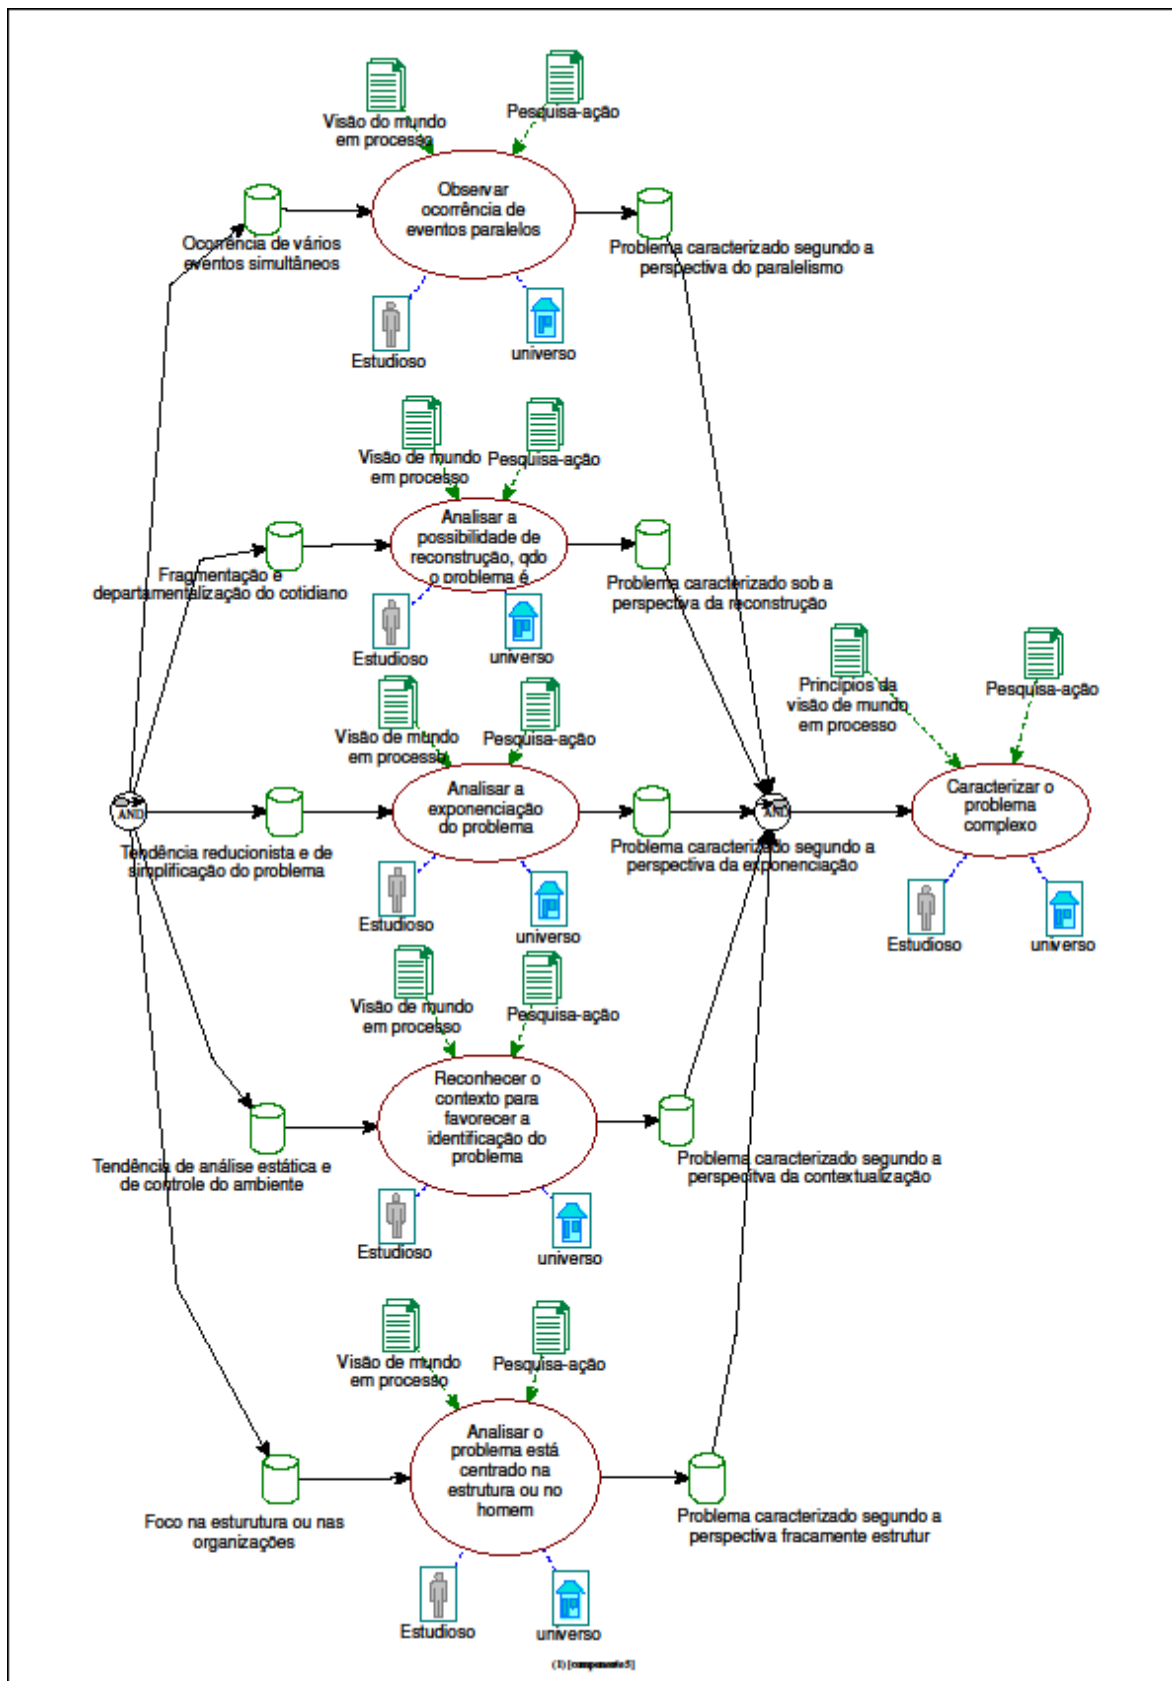 Visão do mundo
em processo
Pesquisa-ação
Observar
ocorrência de
eventos paralelos
Ocorrência de vários
eventos simultâneos
Problema caracterizado segundo a
perspectiva do paralelismo
Estudioso
universo
Visão de mundo
em processo
Pesquisa-ação
Analisar a
possibilidade de
reconstrução, qdo
o problema é
Fragmentação e
departamentalização do cotidiano
Problema caracterizado sob a
perspectiva da reconstrução
Estudioso
universo
Visão de mundo
em processo
Pesquisa-ação
Princípios da
visão de mundo
em processo
Pesquisa-ação
AND
Tendência reducionista e de
simplificação do problema
Analisar a
exponenciação
do problema
Problema caracterizado segundo a
perspectiva da exponenciação
AND
Caracterizar o
problema
complexo
Estudioso
universo
Estudioso
universo
Visão de mundo
em processo
Pesquisa-ação
Reconhecer o
contexto para
favorecer a
identificação do
problema
Tendência de análise estática e
de controle do ambiente
Problema caracterizado segundo a
perspecitva da contextualização
Estudioso
universo
Visão de mundo
em processo
Pesquisa-ação
Analisar o
problema está
centrado na
estrutura ou no
homem
Foco na esturutura ou nas
organizações
Problema caracterizado segundo a
perspectiva fracamente estrutur
Estudioso
universo
(1) [componente5]